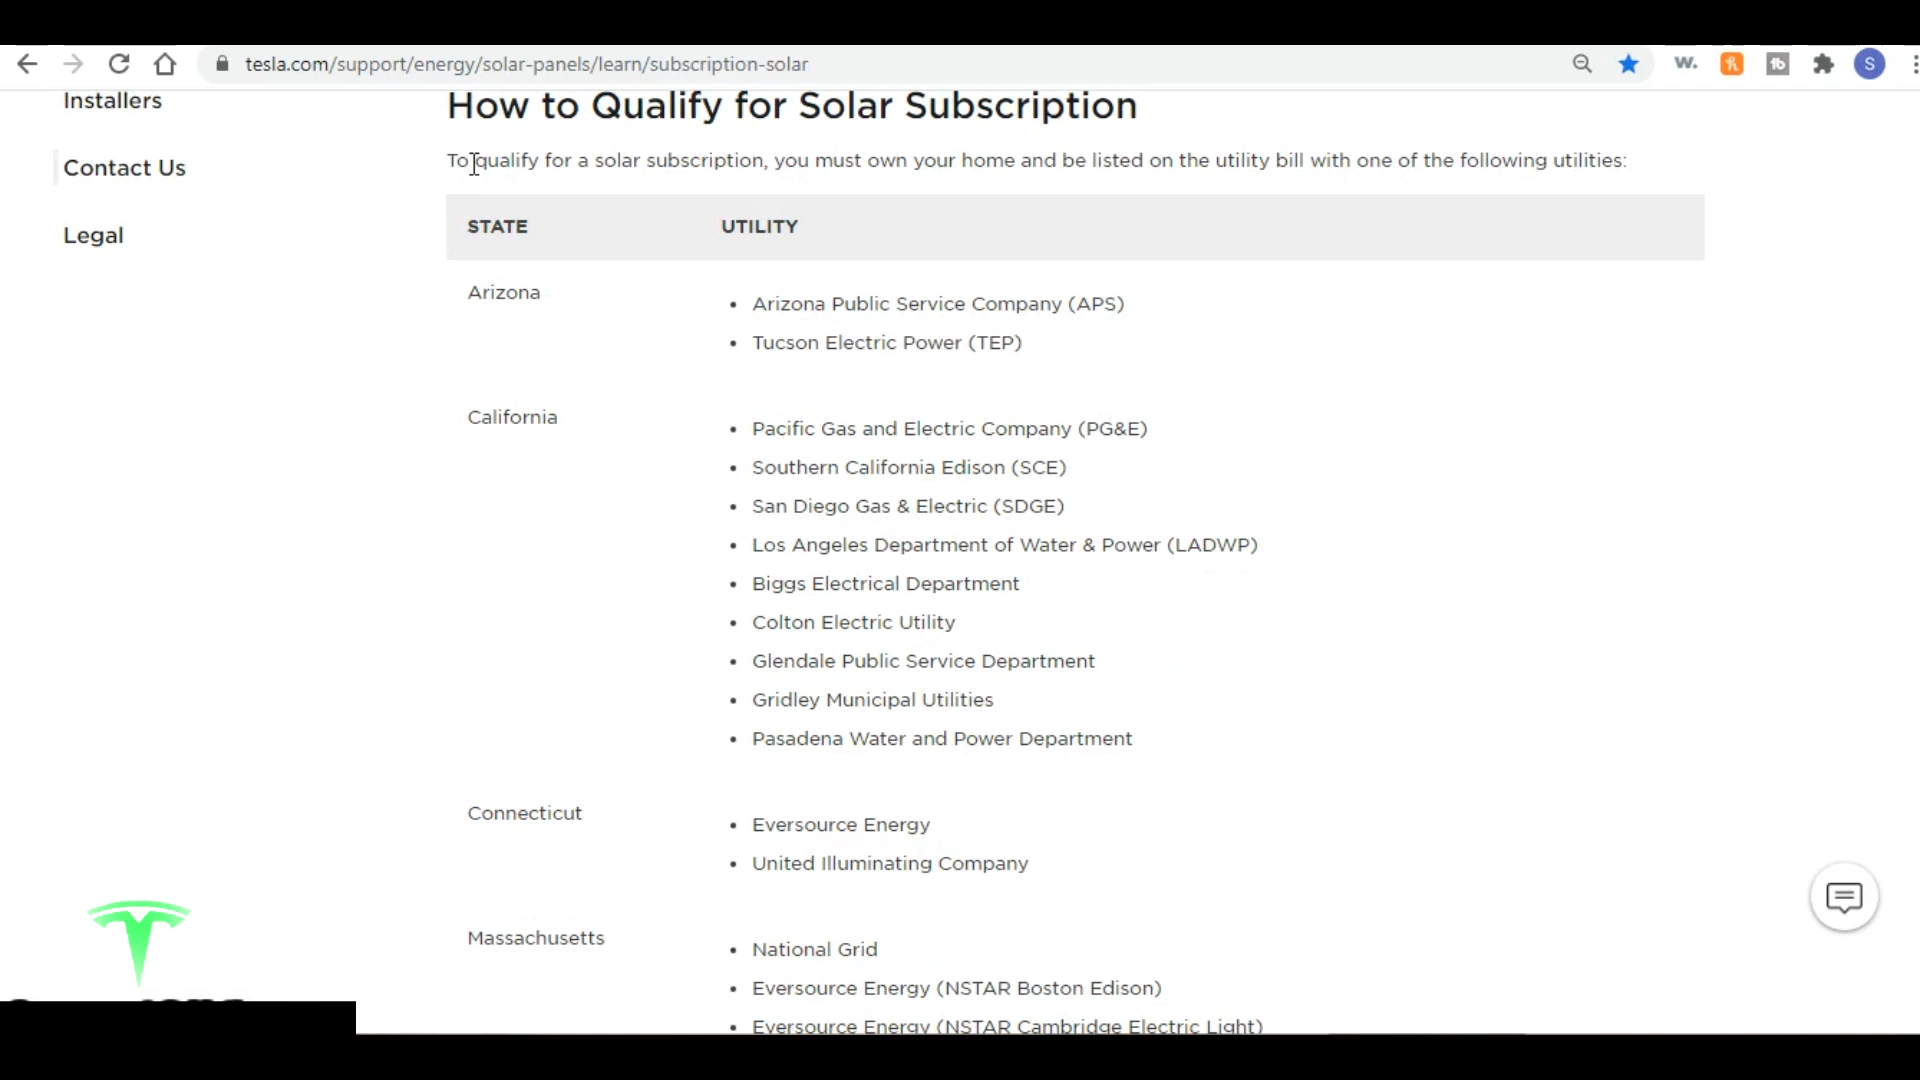 tesla.com/support/energy/solar-panels/learn/subscription-solar
w.
tb
S
Installers
Contact Us
Legal
How to Qualify for Solar Subscription
To qualify for a solar subscription, you must own your home and be listed on the utility bill with one of the following utilities:
STATE UTILITY
Arizona
• Arizona Public Service Company (APS)
• Tucson Electric Power (TEP)
California
• Pacific Gas and Electric Company (PG&E)
• Southern California Edison (SCE)
• San Diego Gas & Electric (SDGE)
• Los Angeles Department of Water & Power (LADWP)
• Biggs Electrical Department
• Colton Electric Utility
• Glendale Public Service Department
• Gridley Municipal Utilities
• Pasadena Water and Power Department
Connecticut
• Eversource Energy
• United Illuminating Company
Massachusetts
• National Grid
• Eversource Energy (NSTAR Boston Edison)
• Eversource Energy (NSTAR Cambridge Electric Light)